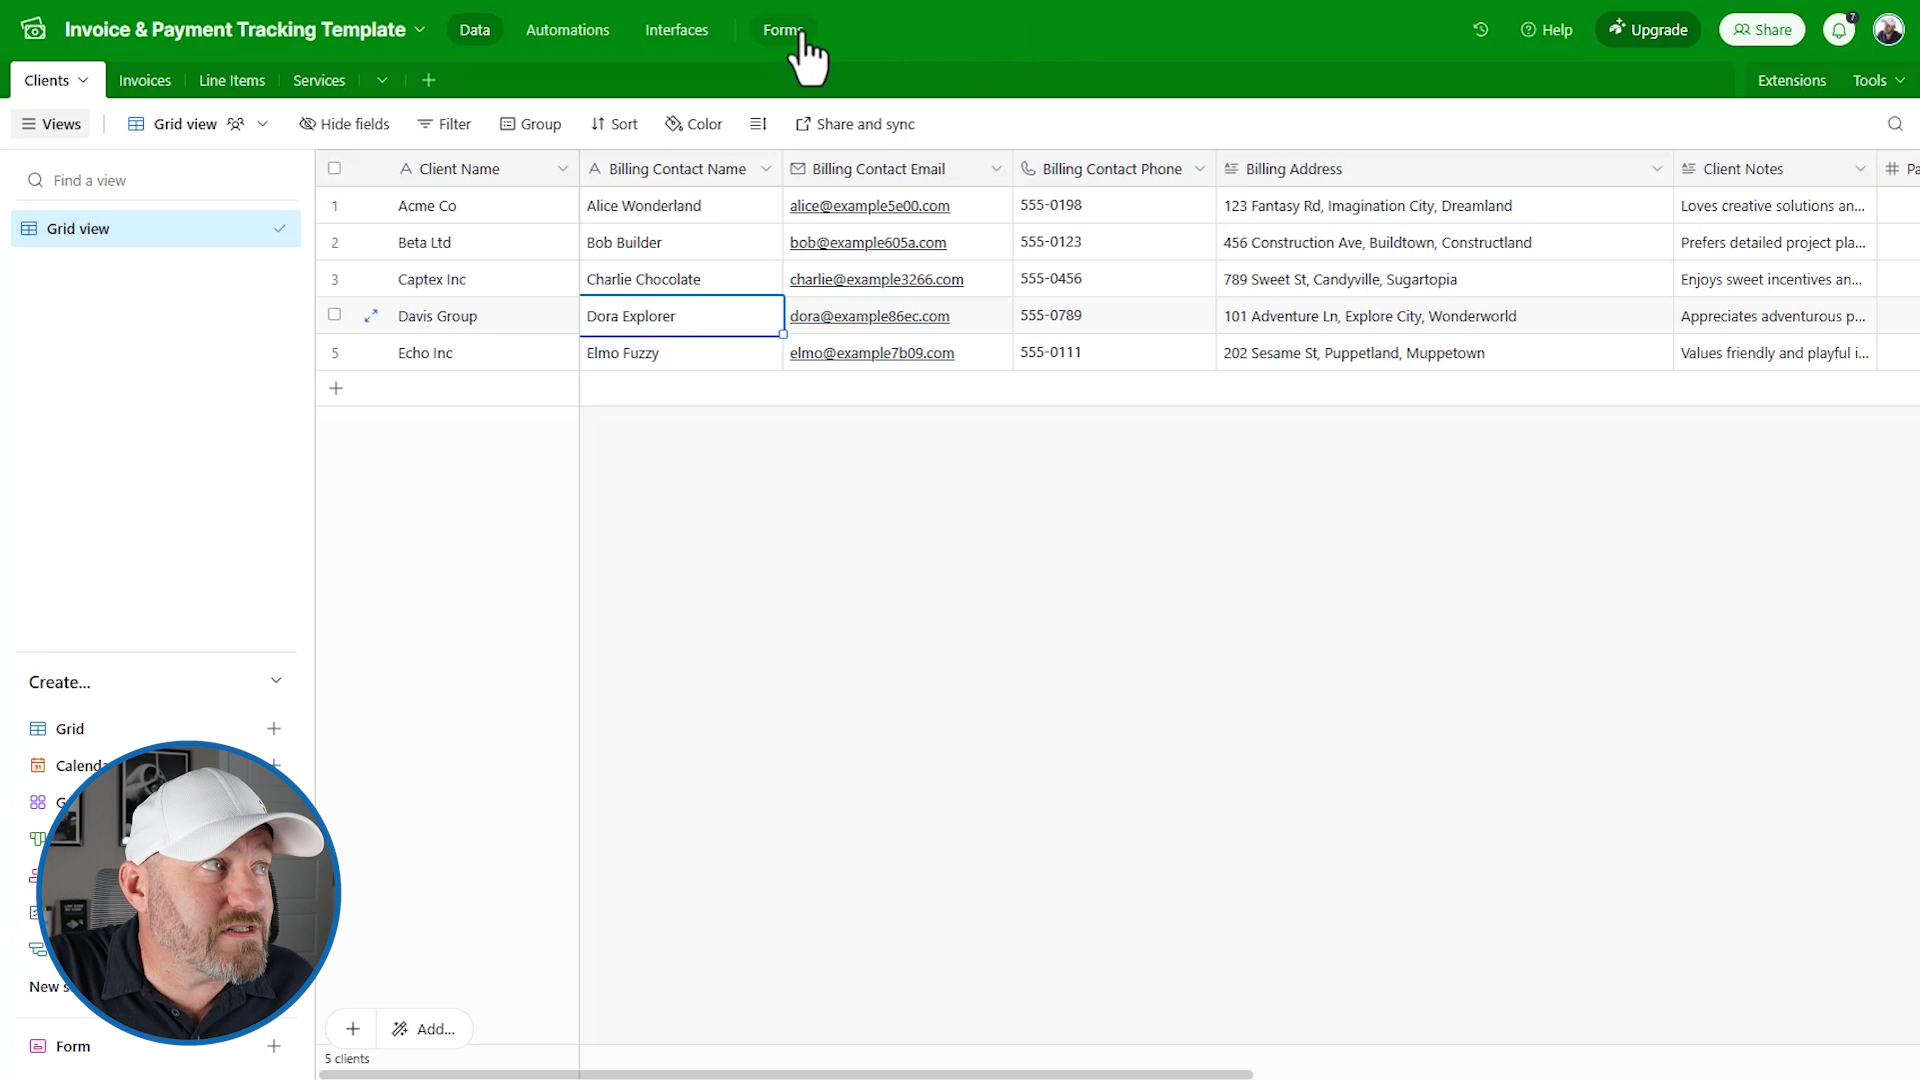 Invoice & Payment Tracking Template
Data
Automations
Interfaces
Forms
Help
Upgrade
Share
7
Clients
Invoices
Line Items
Services
Extensions
Tools
Views
Grid view
Hide fields
Filter
Group
Sort
Color
Share and sync
Find a view
Grid view
Client Name Billing Contact Name Billing Contact Email Billing Contact Phone Billing Address Client Notes Pa
1 Acme Co Alice Wonderland alice@example5e00.com 555-0198 123 Fantasy Rd, Imagination City, Dreamland Loves creative solutions an...
2 Beta Ltd Bob Builder bob@example605a.com 555-0123 456 Construction Ave, Buildtown, Constructland Prefers detailed project pla...
3 Captex Inc Charlie Chocolate charlie@example3266.com 555-0456 789 Sweet St, Candyville, Sugartopia Enjoys sweet incentives an...
Davis Group Dora Explorer dora@example86ec.com 555-0789 101 Adventure Ln, Explore City, Wonderworld Appreciates adventurous p...
5 Echo Inc Elmo Fuzzy elmo@example7b09.com 555-0111 202 Sesame St, Puppetland, Muppetown Values friendly and playful i...
Create...
Grid
Calenda
G
New s
Form
Add...
5 clients